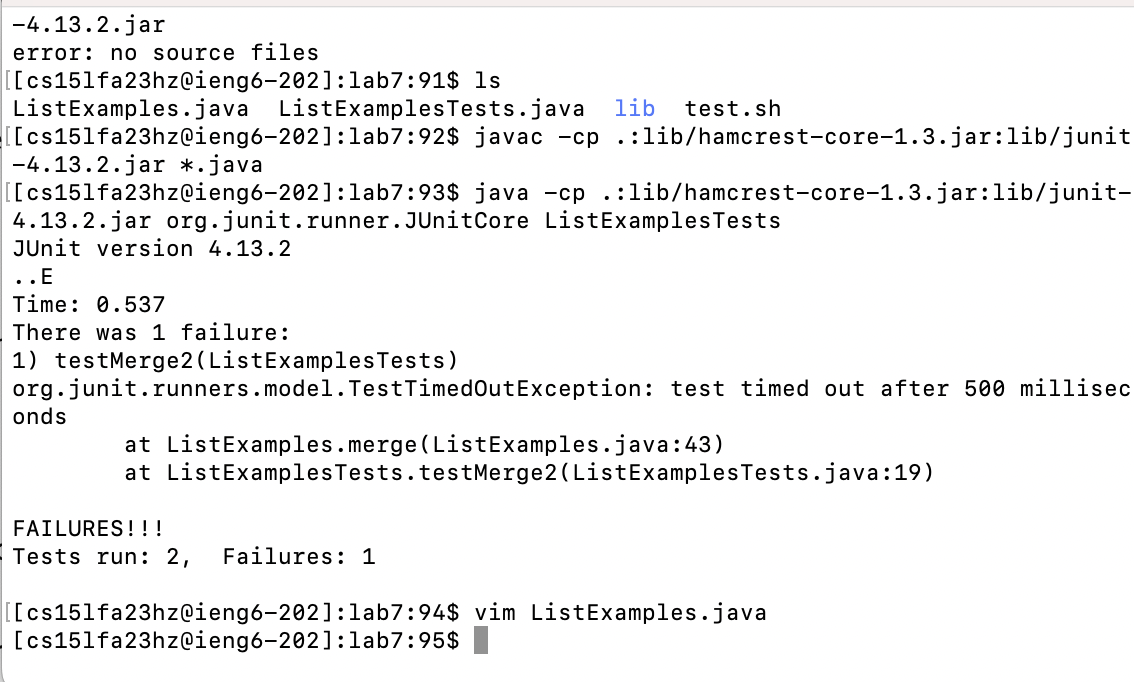 -4.13.2.jar
error: no source files
[[cs15lfa23hz@ieng6-202]:lab7:91$ ls
ListExamples.java  ListExamplesTests.java  lib  test.sh
[[cs15lfa23hz@ieng6-202]:lab7:92$ javac -cp .:lib/hamcrest-core-1.3.jar:lib/junit
-4.13.2.jar *.java
[[cs15lfa23hz@ieng6-202]:lab7:93$ java -cp .:lib/hamcrest-core-1.3.jar:lib/junit-
4.13.2.jar org.junit.runner.JUnitCore ListExamplesTests
JUnit version 4.13.2
..E
Time: 0.537
There was 1 failure:
1) testMerge2(ListExamplesTests)
org.junit.runners.model.TestTimedOutException: test timed out after 500 millisec
onds
        at ListExamples.merge(ListExamples.java:43)
        at ListExamplesTests.testMerge2(ListExamplesTests.java:19)
FAILURES!!!
Tests run: 2,  Failures: 1
[[cs15lfa23hz@ieng6-202]:lab7:94$ vim ListExamples.java
[cs15lfa23hz@ieng6-202]:lab7:95$